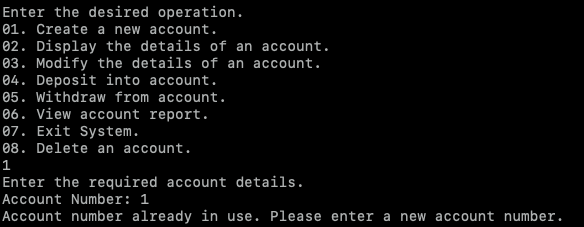 Enter the desired operation.
01. Create a new account.
02. Display the details of an account.
03. Modify the details of an account.
04. Deposit into account.
05. Withdraw from account.
06. View account report.
07. Exit System.
08. Delete an account.
1
Enter the required account details.
Account Number: 1
Account number already in use. Please enter a new account number.